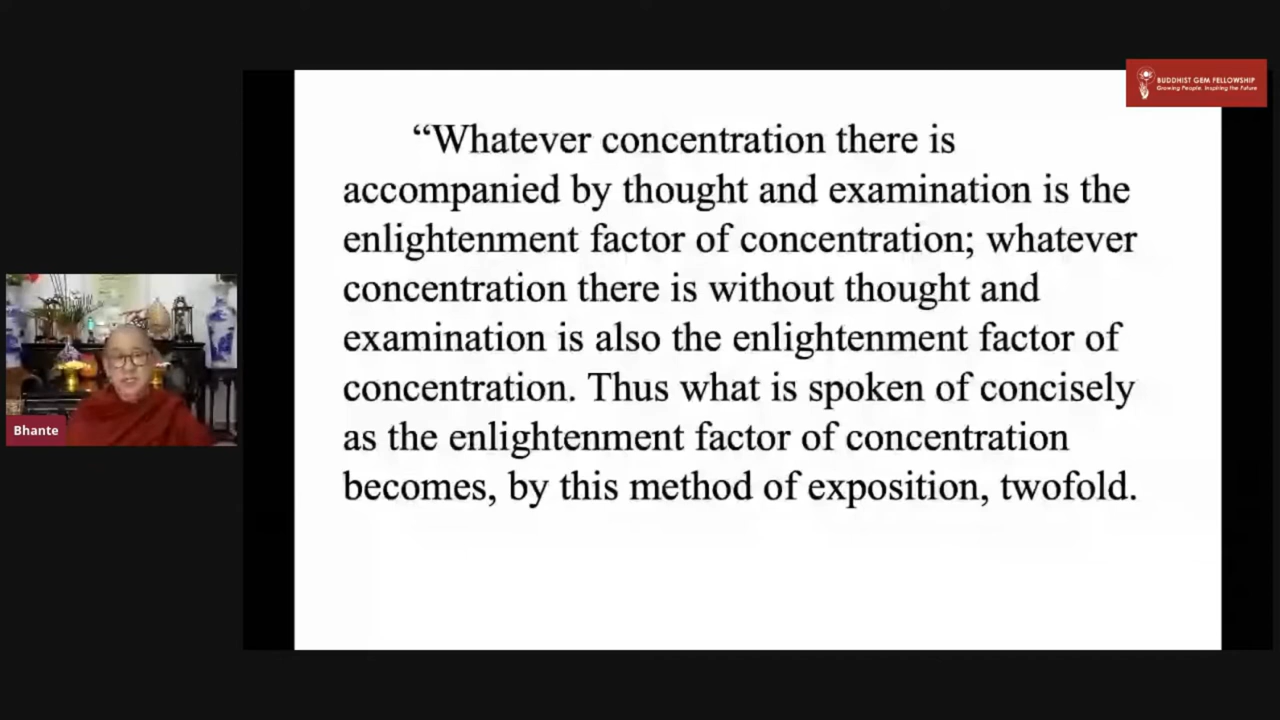 BUDDHIST GEM FELLOWSHIP
Growing People. Inspiring the Future
“Whatever concentration there is
accompanied by thought and examination is the
enlightenment factor of concentration; whatever
concentration there is without thought and
examination is also the enlightenment factor of
concentration. Thus what is spoken of concisely
as the enlightenment factor of concentration
becomes, by this method of exposition, twofold.
Bhante